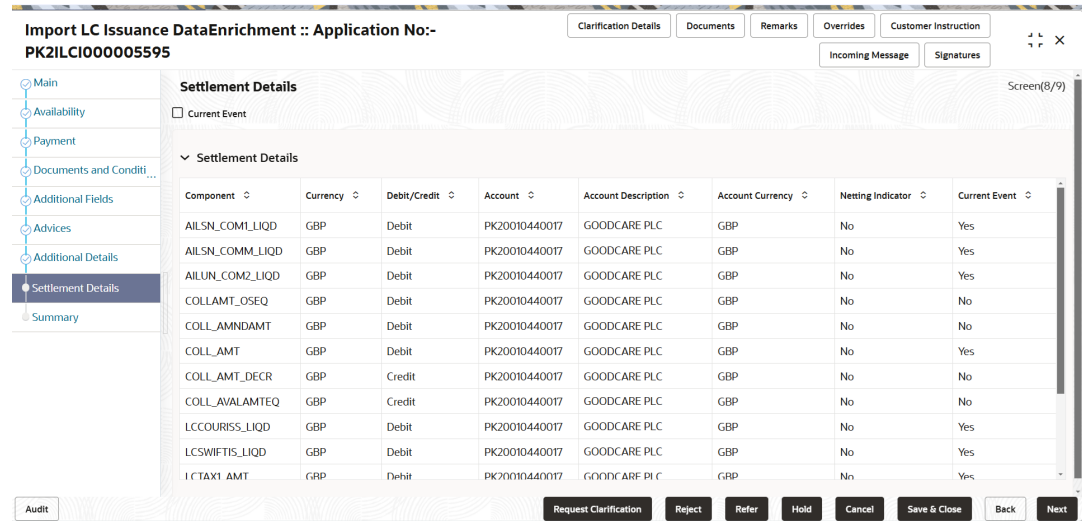 Import LC Issuance DataEnrichment :: Application No:-
PK2ILCI000005595
Clarification Details Documents Remarks Overrides Customer Instruction
Incoming Message Signatures
Main
Availability
Payment
Documents and Conditi...
Additional Fields
Advices
Additional Details
Settlement Details
Summary
Settlement Details Screen(8/9)
Current Event
Settlement Details
Component Currency Debit/Credit Account Account Description Account Currency Netting Indicator Current Event
AILSN_COM1_LIQD GBP Debit PK20010440017 GOODCARE PLC GBP No Yes
AILSN_COMM_LIQD GBP Debit PK20010440017 GOODCARE PLC GBP No Yes
AILUN_COM2_LIQD GBP Debit PK20010440017 GOODCARE PLC GBP No Yes
COLLAMT_OSEQ GBP Debit PK20010440017 GOODCARE PLC GBP No No
COLL_AMNDAMT GBP Debit PK20010440017 GOODCARE PLC GBP No No
COLL_AMT GBP Debit PK20010440017 GOODCARE PLC GBP No Yes
COLL_AMT_DECR GBP Credit PK20010440017 GOODCARE PLC GBP No No
COLL_AVALAMTEQ GBP Credit PK20010440017 GOODCARE PLC GBP No No
LCCOURISS_LIQD GBP Debit PK20010440017 GOODCARE PLC GBP No Yes
LCSWIFTIS_LIQD GBP Debit PK20010440017 GOODCARE PLC GBP No Yes
LCTAX1_AMT GBP Debit PK20010440017 GOODCARE PLC GBP No Yes
Audit Request Clarification Reject Refer Hold Cancel Save & Close Back Next